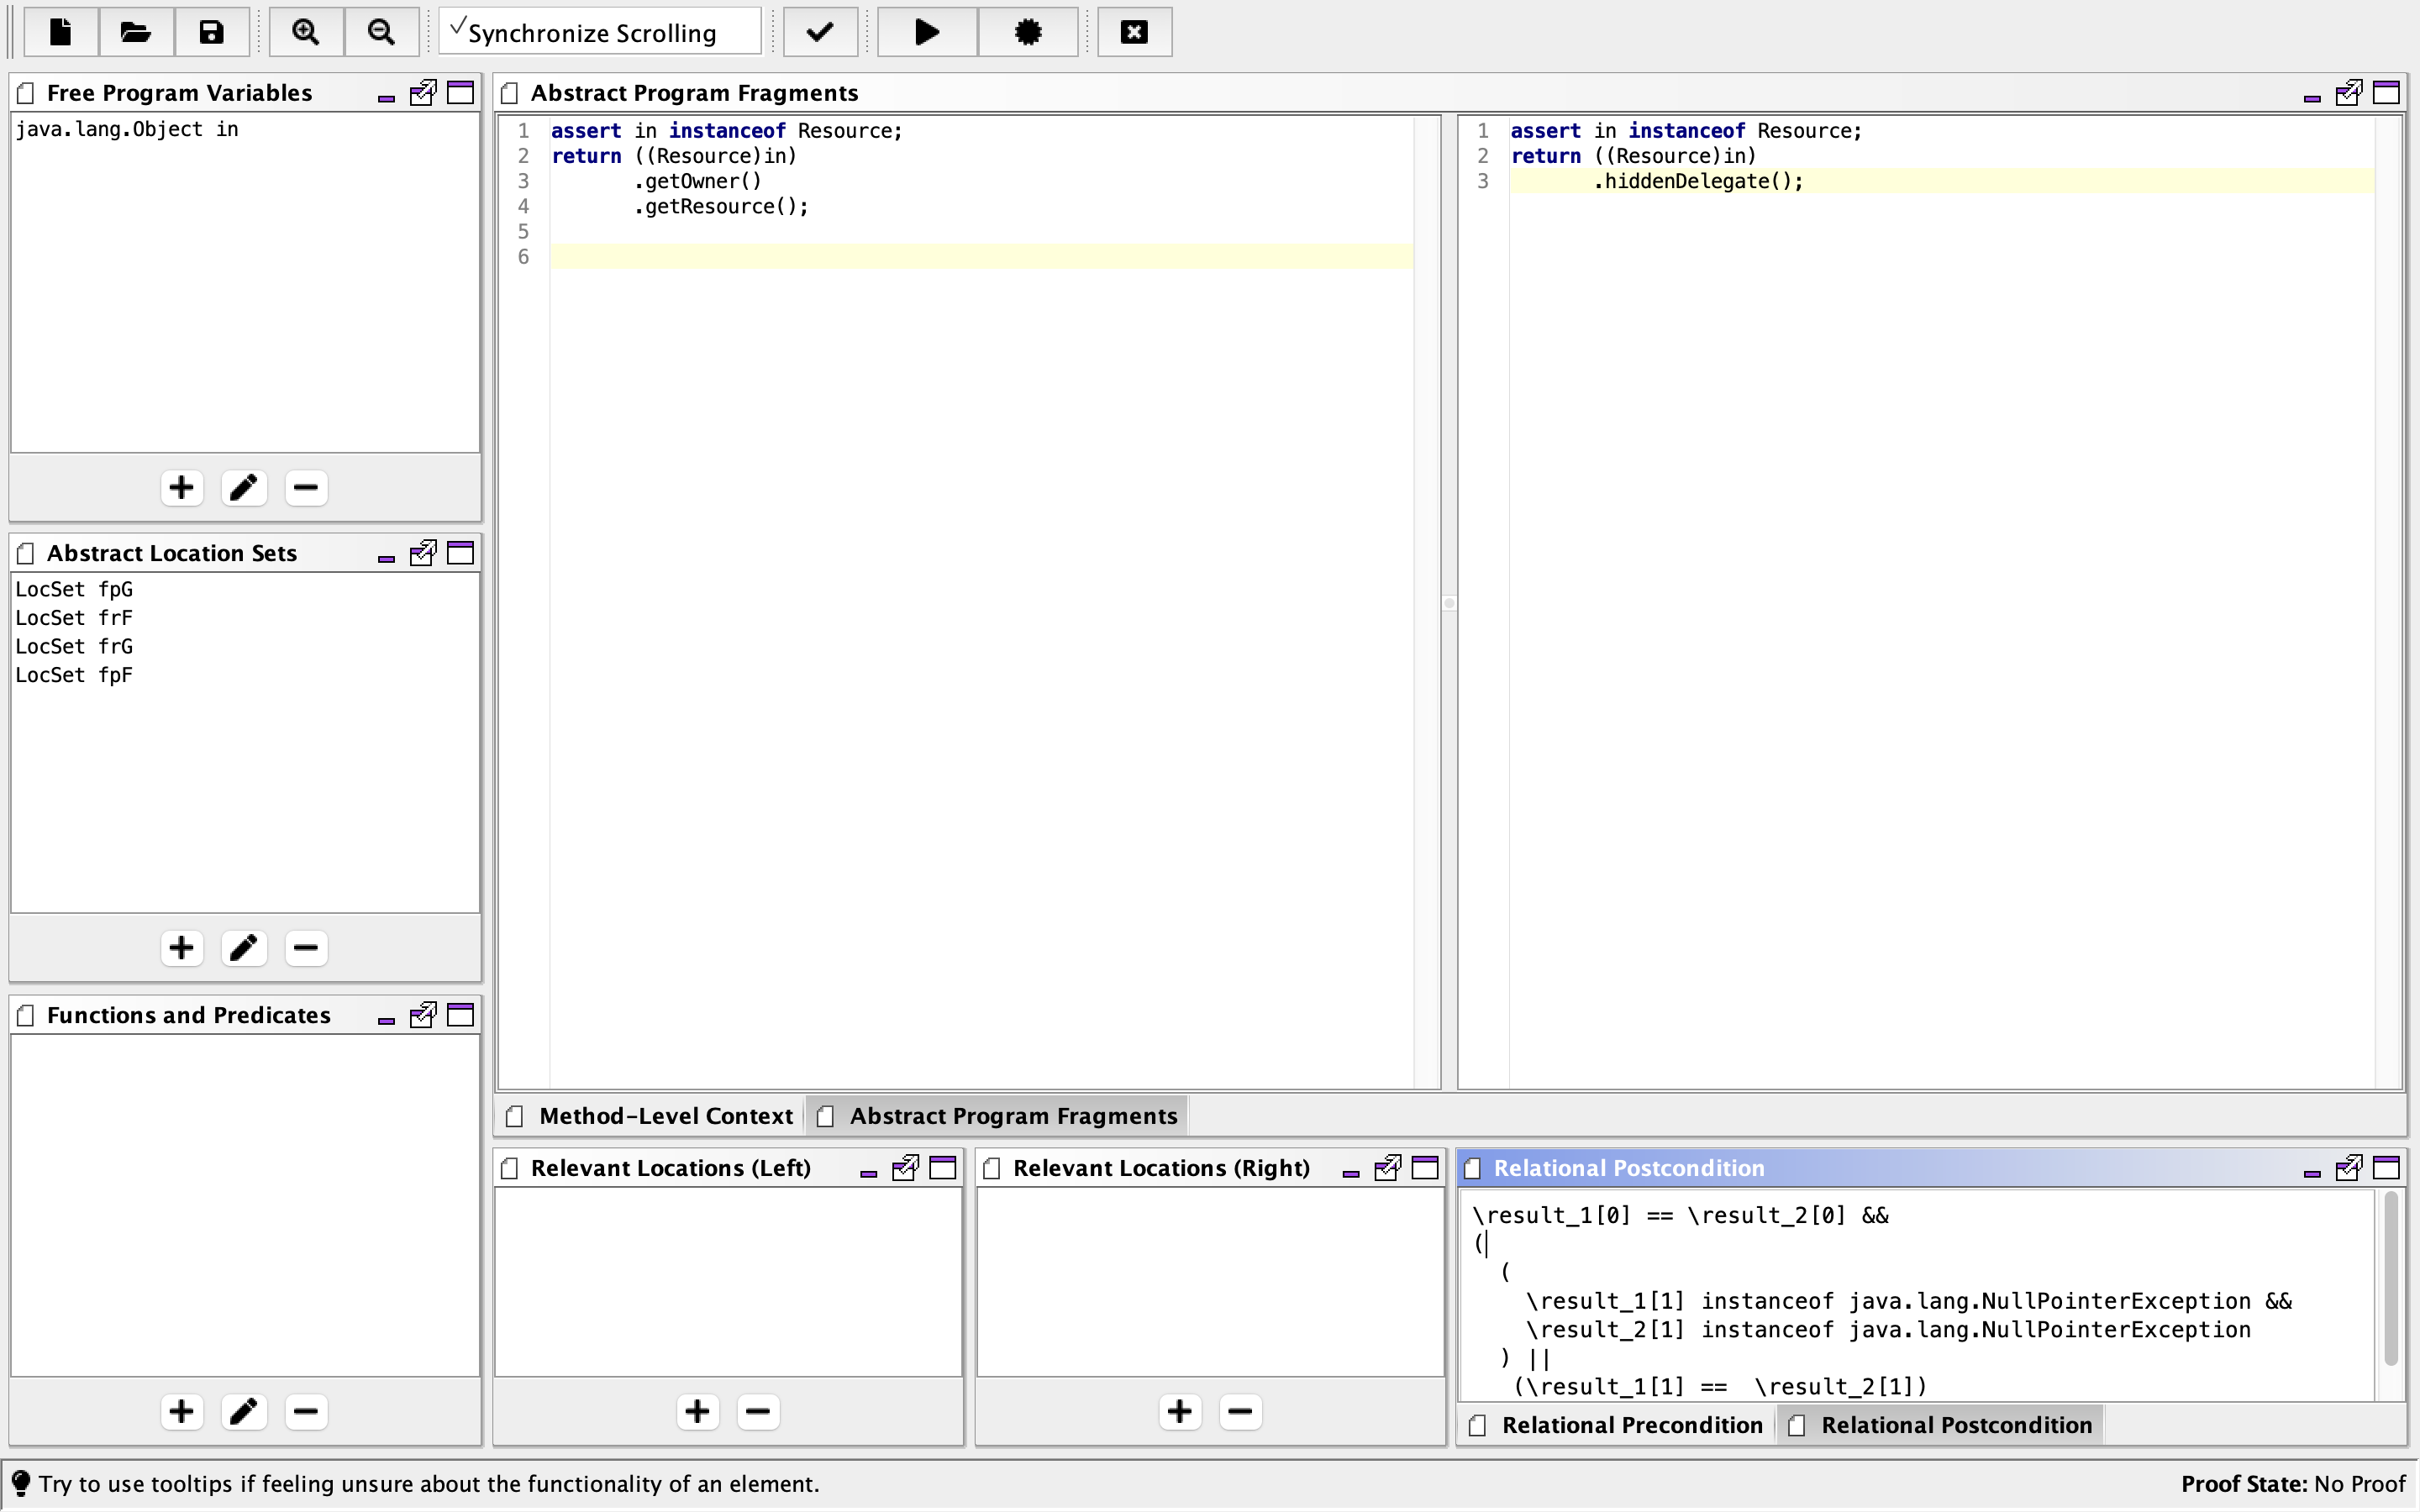 Synchronize Scrolling
Free Program Variables
java.lang.Object in
Abstract Location Sets
LocSet fpG
LocSet frF
LocSet frG
LocSet fpF
Functions and Predicates
Abstract Program Fragments
1 assert in instanceof Resource;
2 return ((Resource)in)
3 .getOwner()
4 .getResource();
5
6
1 assert in instanceof Resource;
2 return ((Resource)in)
3 .hiddenDelegate();
Method-Level Context
Abstract Program Fragments
Relevant Locations (Left)
Relevant Locations (Right)
Relational Postcondition
\result_1[0] == \result_2[0] &&
(
(
\result_1[1] instanceof java.lang.NullPointerException &&
\result_2[1] instanceof java.lang.NullPointerException
) ||
(\result_1[1] ==  \result_2[1])
Relational Precondition
Relational Postcondition
Try to use tooltips if feeling unsure about the functionality of an element.
Proof State: No Proof